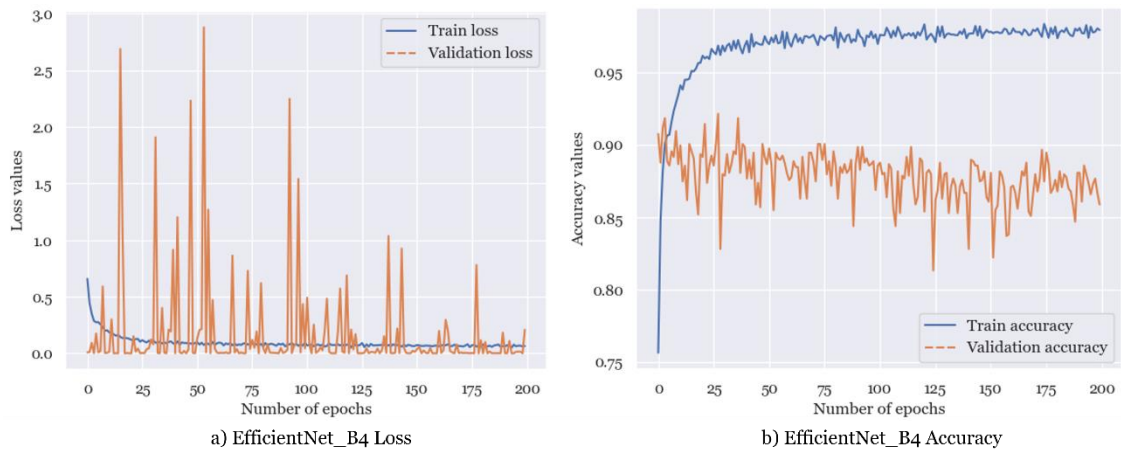 3.0
2.5
2.0
1.5
1.0
0.5
0.0
Loss values
Train loss
Validation loss
0 25 50 75 100 125 150 175 200
Number of epochs
a) EfficientNet_B4 Loss
0.95
0.90
0.85
0.80
0.75
Accuracy values
Train accuracy
Validation accuracy
0 25 50 75 100 125 150 175 200
Number of epochs
b) EfficientNet_B4 Accuracy